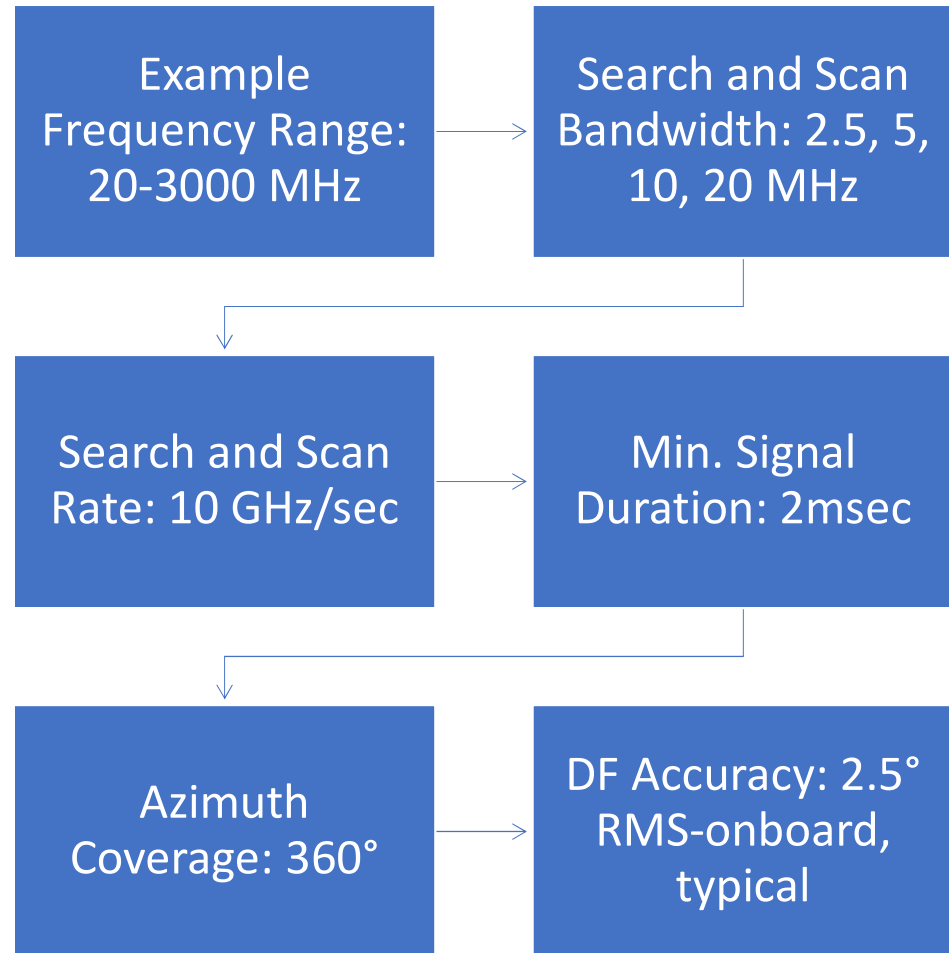 Example
Frequency Range:
20-3000 MHz
Search and Scan
Bandwidth: 2.5, 5,
10, 20 MHz
Search and Scan
Rate: 10 GHz/sec
Min. Signal
Duration: 2msec
Azimuth
Coverage: 360°
DF Accuracy: 2.5°
RMS-onboard,
typical